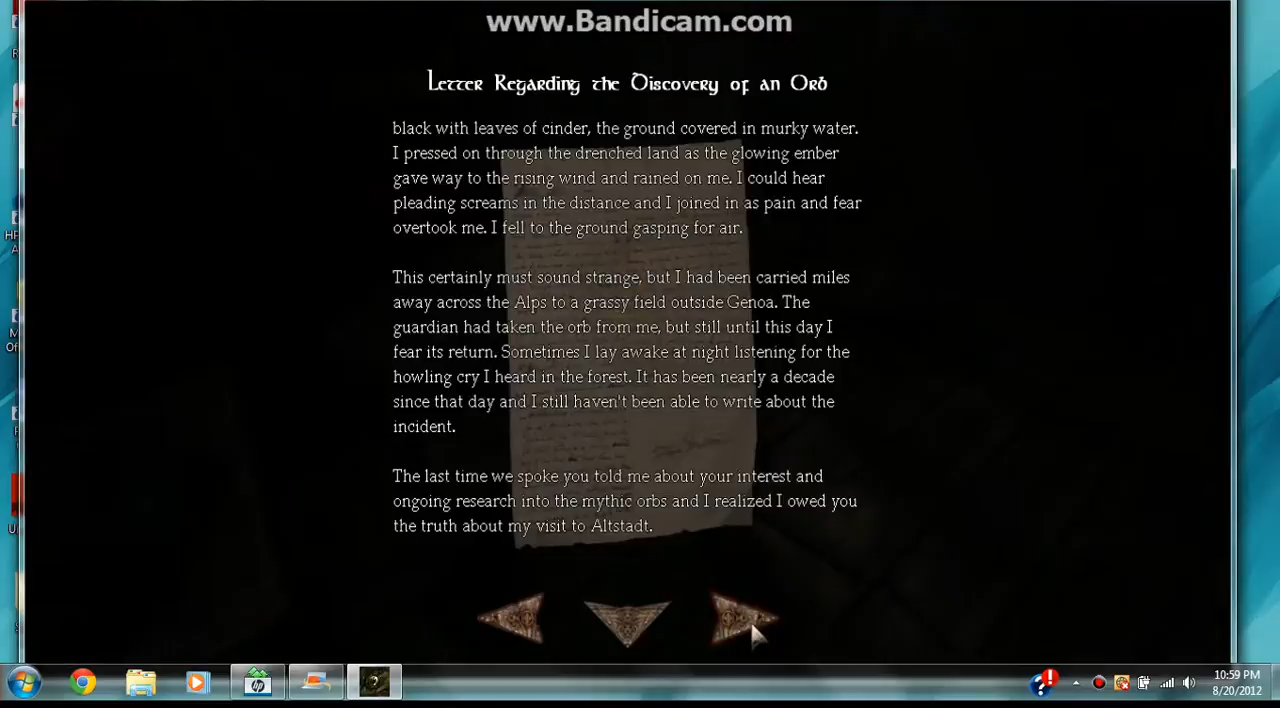 www.Bandicam.com
Letter Regarding the Discovery of an Orb
black with leaves of cinder, the ground covered in murky water.
I pressed on through the drenched land as the glowing ember
gave way to the rising wind and rained on me. I could hear
pleading screams in the distance and I joined in as pain and fear
overtook me. I fell to the ground gasping for air.
This certainly must sound strange, but I had been carried miles
away across the Alps to a grassy field outside Genoa. The
guardian had taken the orb from me, but still until this day I
fear its return. Sometimes I lay awake at night listening for the
howling cry I heard in the forest. It has been nearly a decade
since that day and I still haven't been able to write about the
incident.
The last time we spoke you told me about your interest and
ongoing research into the mythic orbs and I realized I owed you
the truth about my visit to Altstadt.
hp
10:59 PM
8/20/2012